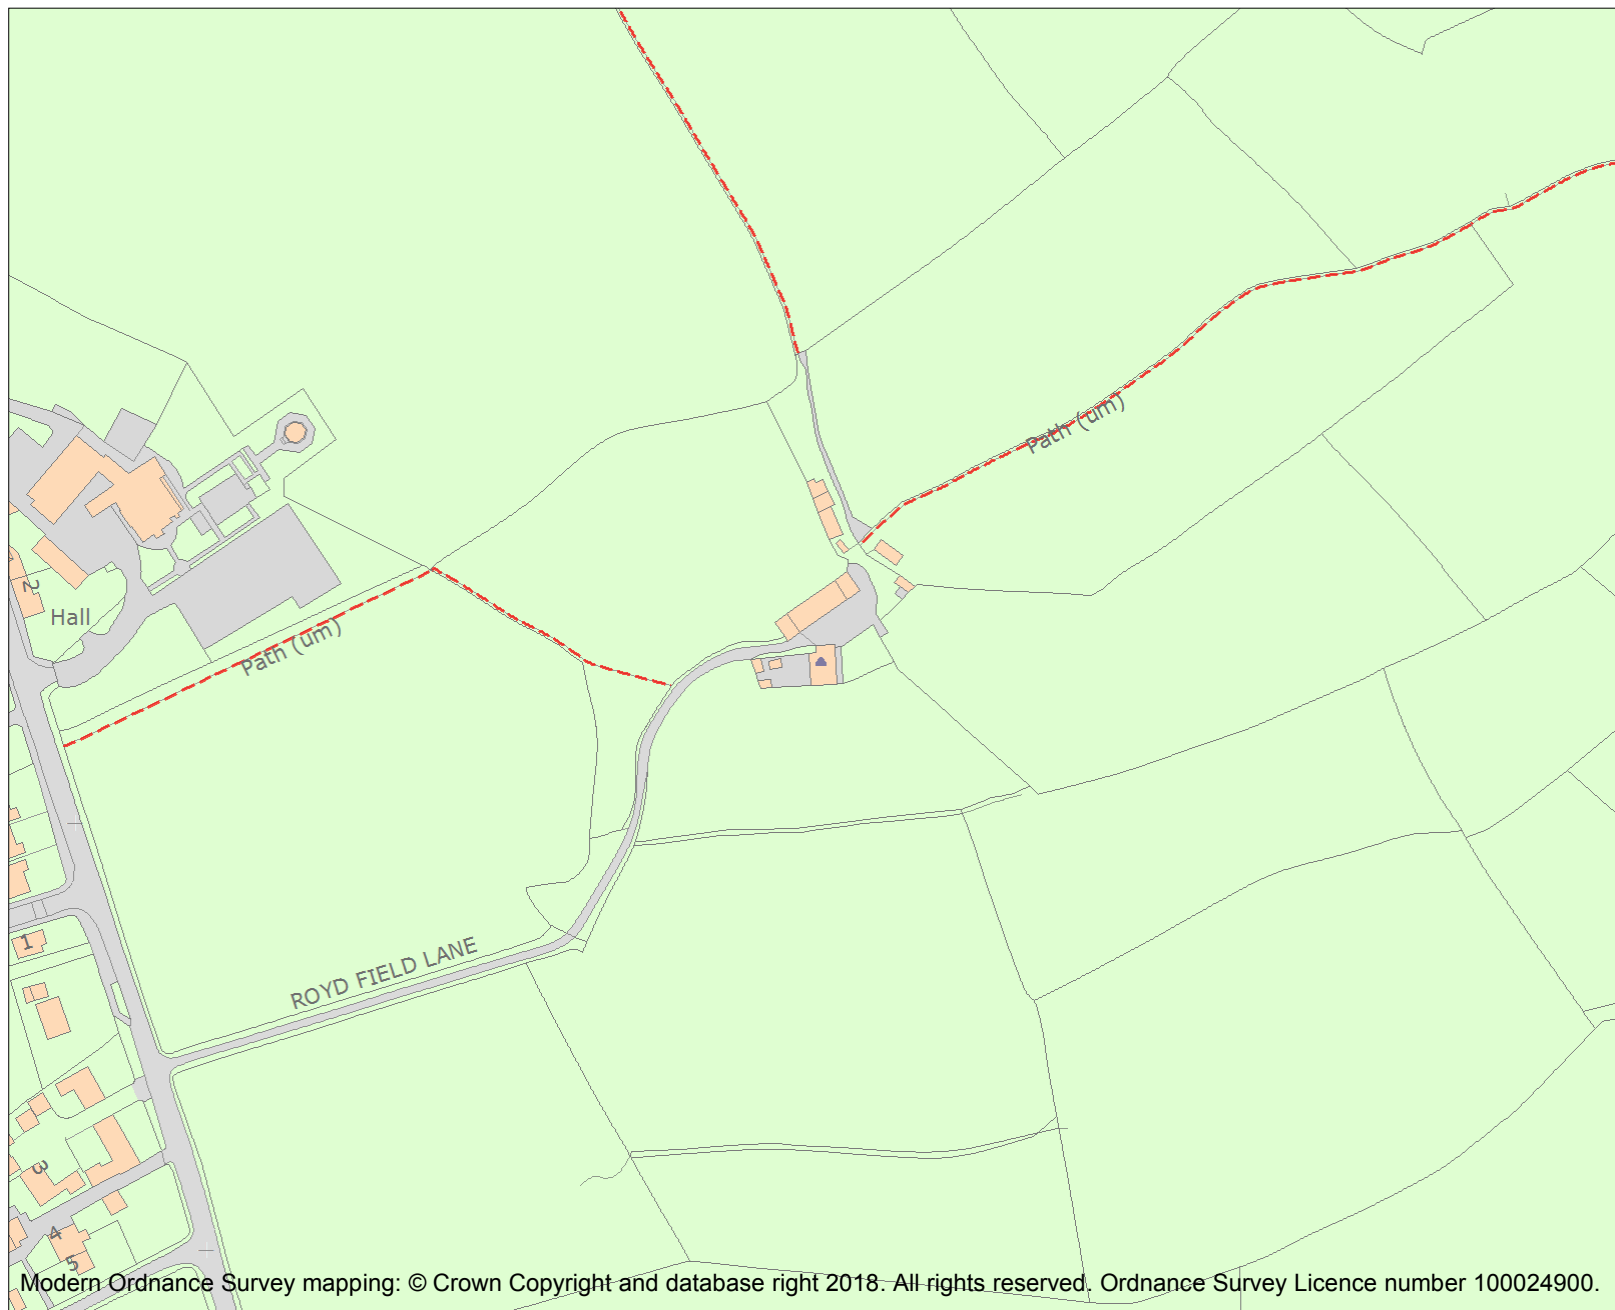 Path (um)
2
Hall
Path (um)
1
ROYD FIELD LANE
3
4
5
Modern Ordnance Survey mapping: © Crown Copyright and database right 2018. All rights reserved. Ordnance Survey Licence number 100024900.